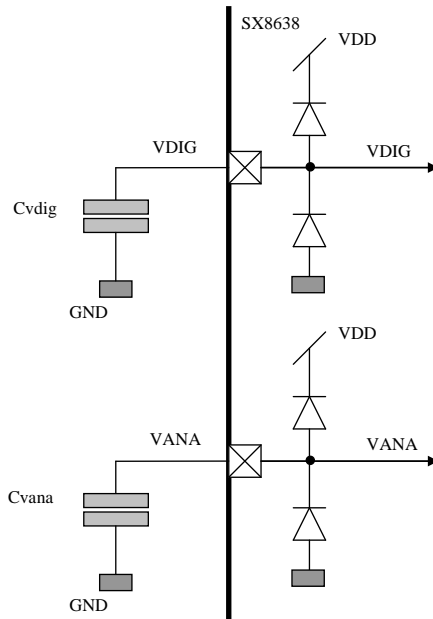 SX8638
VDD
VDIG
VDIG
Cvdig
GND
VDD
VANA
VANA
Cvana
GND